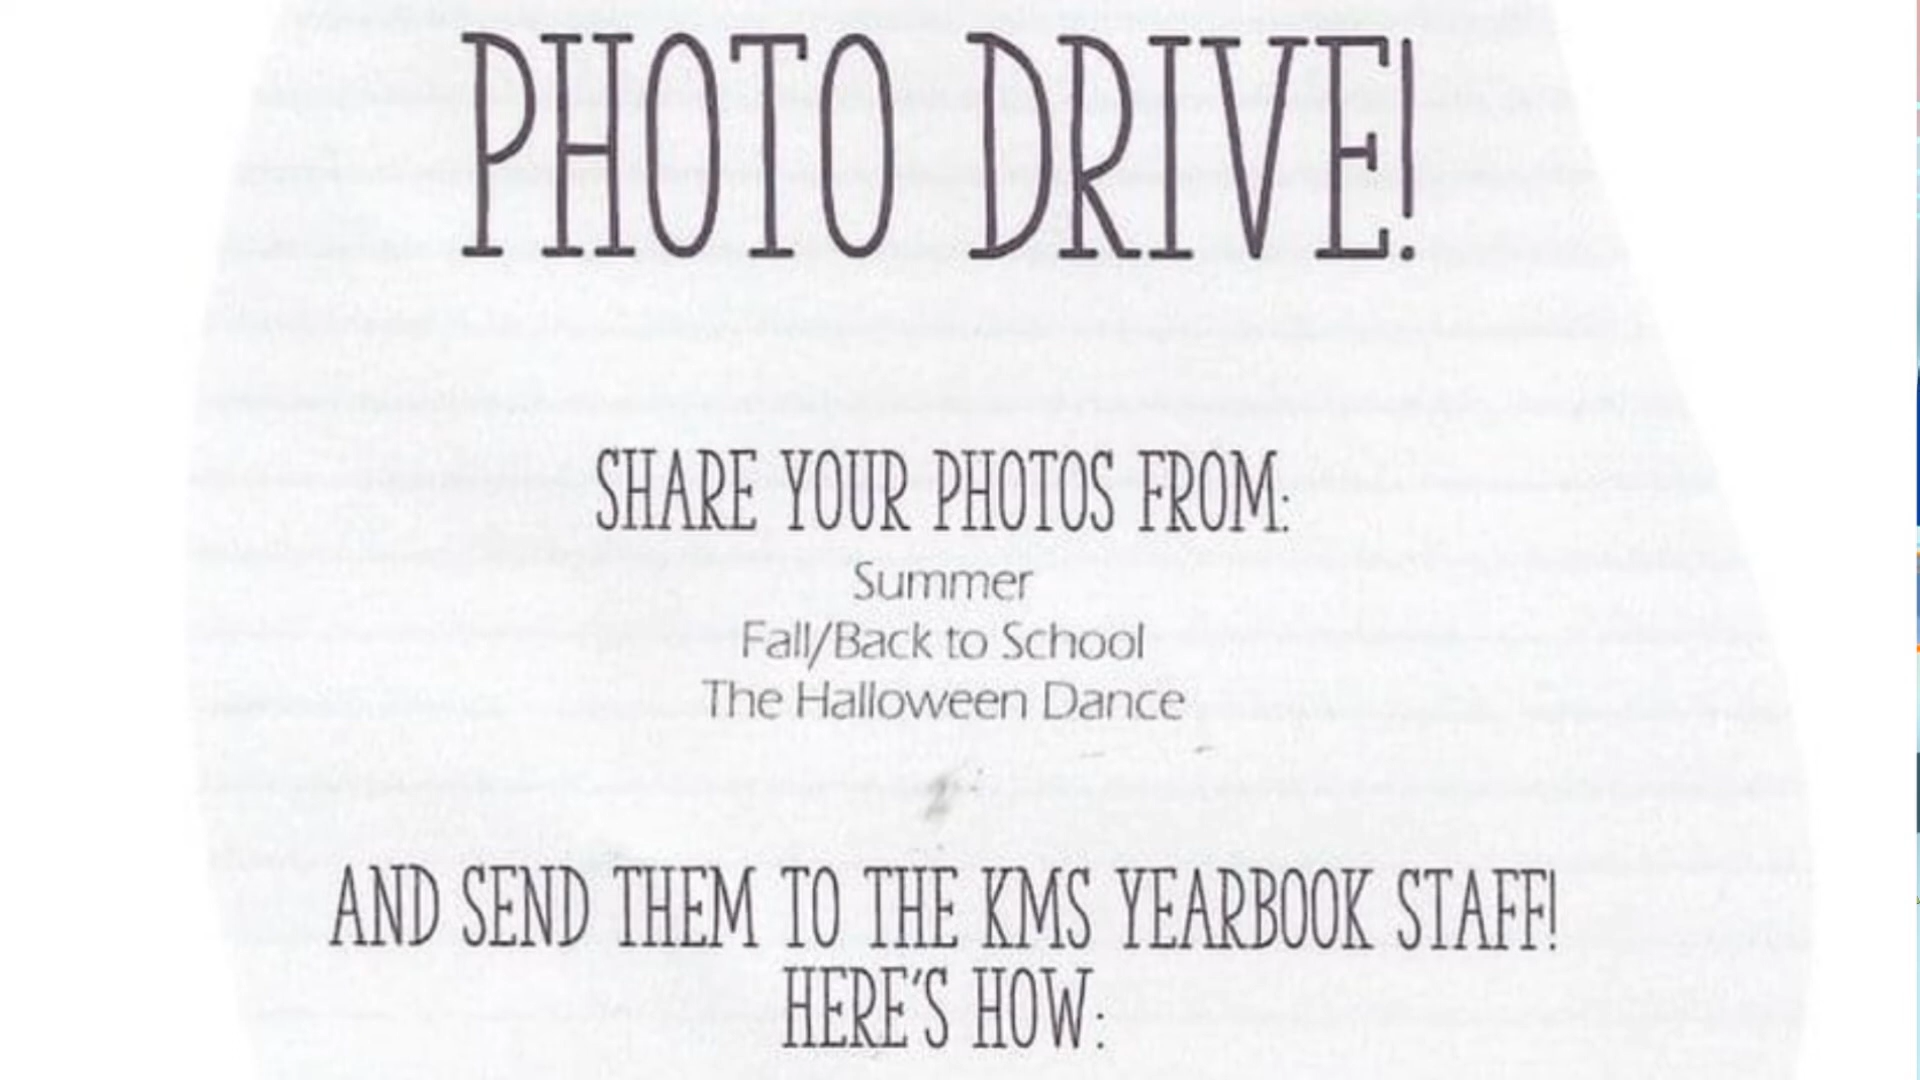 PHOTO DRIVE!
SHARE YOUR PHOTOS FROM:
Summer
Fall/Back to School
The Halloween Dance
AND SEND THEM TO THE KMS YEARBOOK STAFF!
HERE'S HOW: